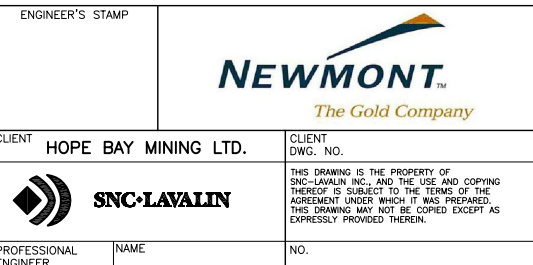 ENGINEER'S STAMP
NEWMONT™
The Gold Company
CLIENT
HOPE BAY MINING LTD.
CLIENT
DWG. NO.
SNC•LAVALIN
THIS DRAWING IS THE PROPERTY OF
SNC-LAVALIN INC., AND THE USE AND COPYING
THEREOF IS SUBJECT TO THE TERMS OF THE
AGREEMENT UNDER WHICH IT WAS PREPARED.
THIS DRAWING MAY NOT BE COPIED EXCEPT AS
EXPRESSLY PROVIDED THEREIN.
PROFESSIONAL
ENGINEER
NAME
NO.